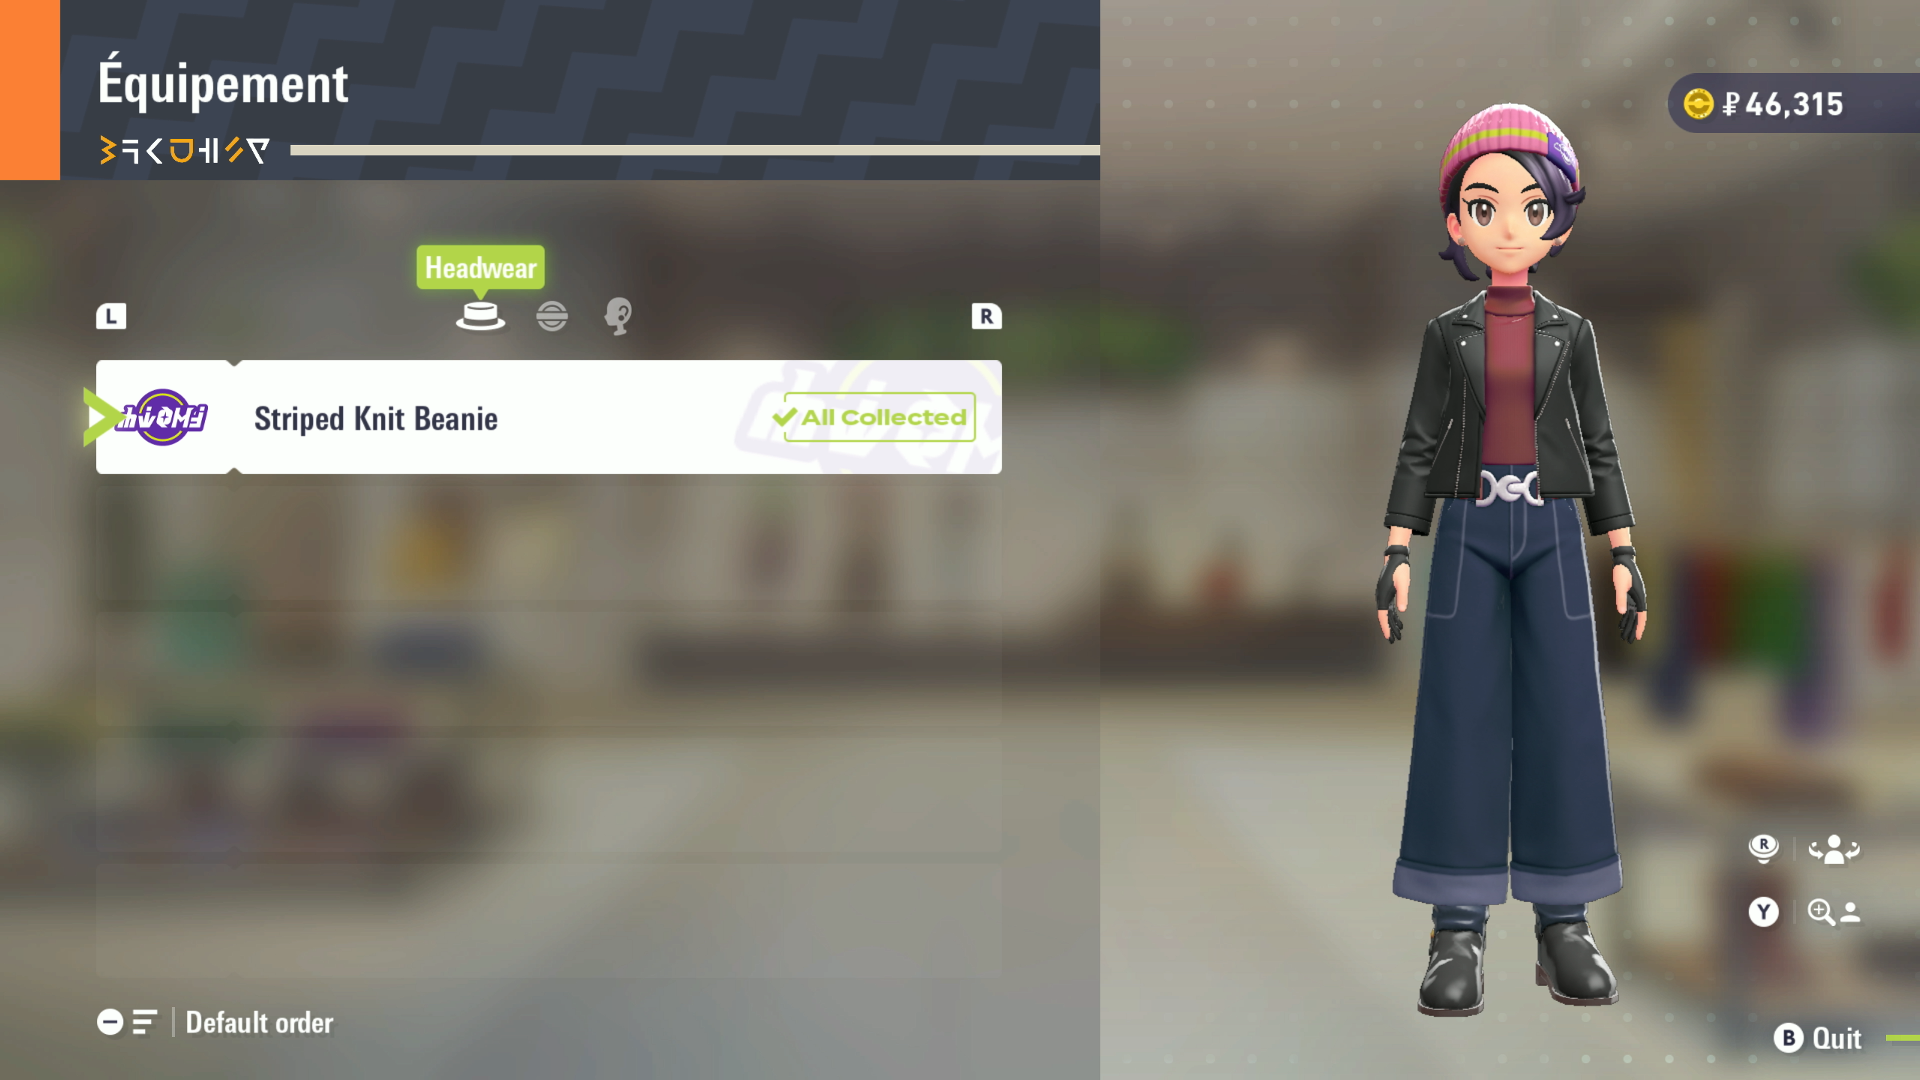 Équipement
₽46,315
Headwear
L
R
Striped Knit Beanie
All Collected
R
Y
Default order
B Quit